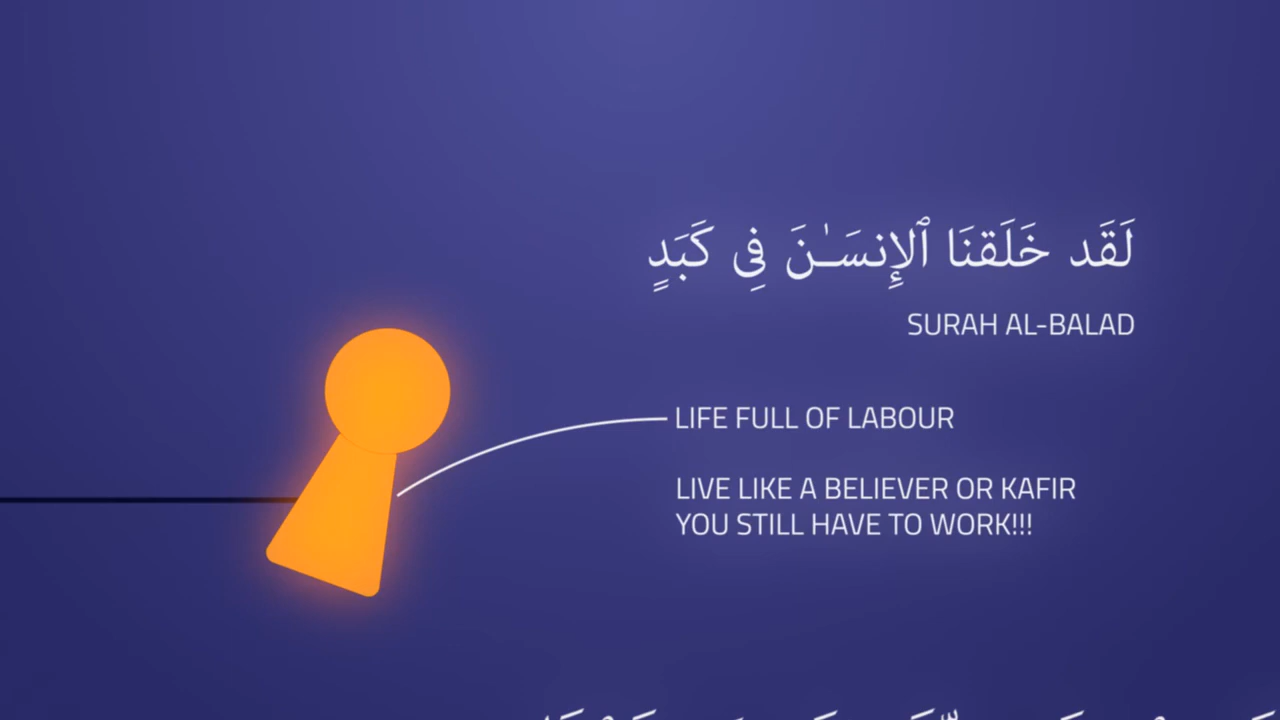 لَقَد خَلَقنَا ٱلإِنسَـٰنَ فِى كَبَدٍ
SURAH AL-BALAD
LIFE FULL OF LABOUR
LIVE LIKE A BELIEVER OR KAFIR
YOU STILL HAVE TO WORK!!!